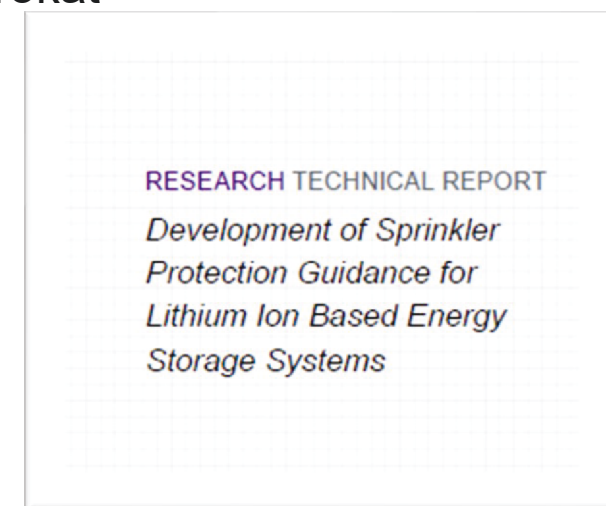 RESEARCH TECHNICAL REPORT
Development of Sprinkler
Protection Guidance for
Lithium Ion Based Energy
Storage Systems